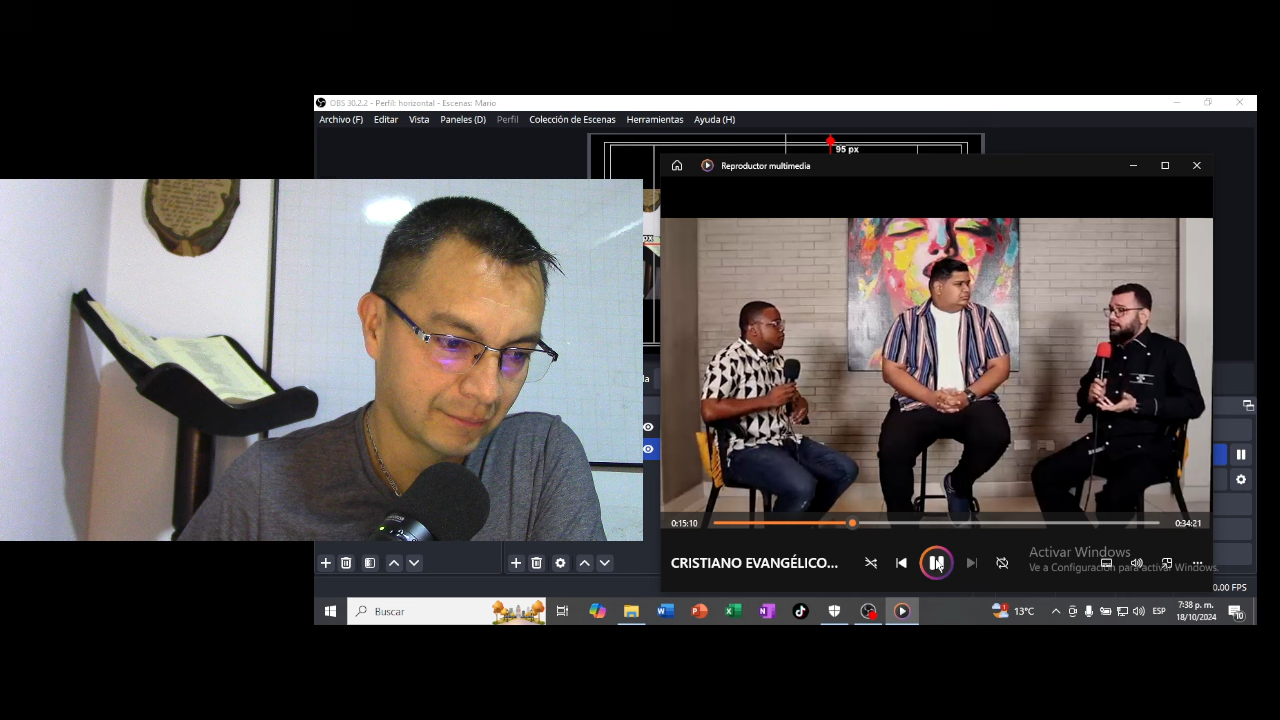 OBS 30.2.2 - Perfil: horizontal - Escenas: Mario
Archivo (F) Editar Vista Paneles (D) Perfil Colección de Escenas Herramientas Ayuda (H)
95 px
Reproductor multimedia
0:15:10
0:34:21
CRISTIANO EVANGÉLICO...
Activar Windows
Ve a Configuración para activar Windows.
0.00 FPS
Buscar
13°C
ESP
7:38 p. m.
18/10/2024
10